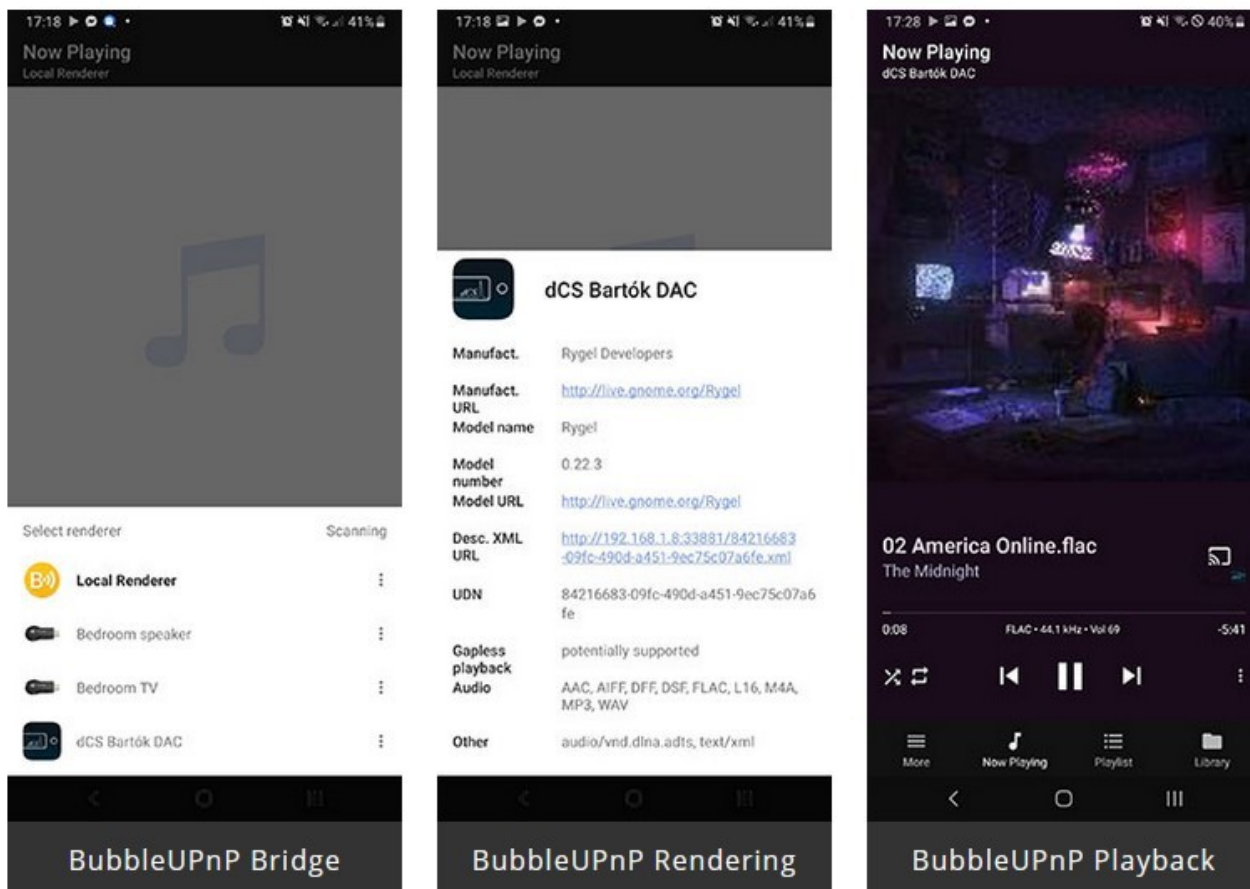 17:18
41%
Now Playing
Local Renderer
Select renderer
Scanning
Local Renderer
Bedroom speaker
Bedroom TV
dCS Bartók DAC
BubbleUPnP Bridge
17:18
41%
Now Playing
Local Renderer
dCS Bartók DAC
Manufact.
Rygel Developers
Manufact.
URL
http://live.gnome.org/Rygel
Model name
Rygel
Model
number
0.22.3
Model URL
http://live.gnome.org/Rygel
Desc. XML
URL
http://192.168.1.8:33881/84216683
-09fc-490d-a451-9ec75c07a6fe.xml
UDN
84216683-09fc-490d-a451-9ec75c07a6
fe
Gapless
playback
potentially supported
Audio
AAC, AIFF, DFF, DSF, FLAC, L16, M4A,
MP3, WAV
Other
audio/vnd.dlna.adts, text/xml
BubbleUPnP Rendering
17:28
40%
Now Playing
dCS Bartók DAC
02 America Online.flac
The Midnight
0:08
FLAC • 44.1 kHz • Vol 69
-5:41
More
Now Playing
Playlist
Library
BubbleUPnP Playback